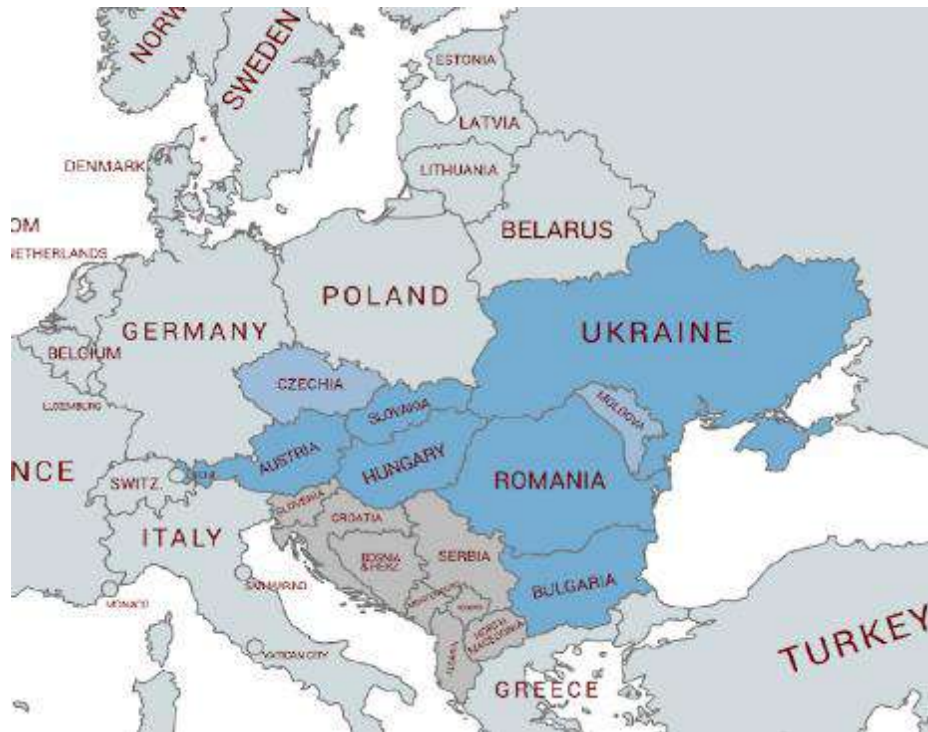 NORW
SWEDEN
ESTONIA
LATVIA
DENMARK
LITHUANIA
OM
BELARUS
NETHERLANDS
POLAND
GERMANY
UKRAINE
BELGIUM
CZECHIA
MOLDOVA
LUXEMBURG
SLOVAKIA
AUSTRIA
HUNGARY
NCE
SWITZ.
ROMANIA
SLOVENIA
CROATIA
ITALY
SERBIA
BOSNIA
& HERZ.
BULGARIA
SAN MARINO
MONACO
NORTH
MACEDONIA
VATICAN CITY
TURKEY
GREECE